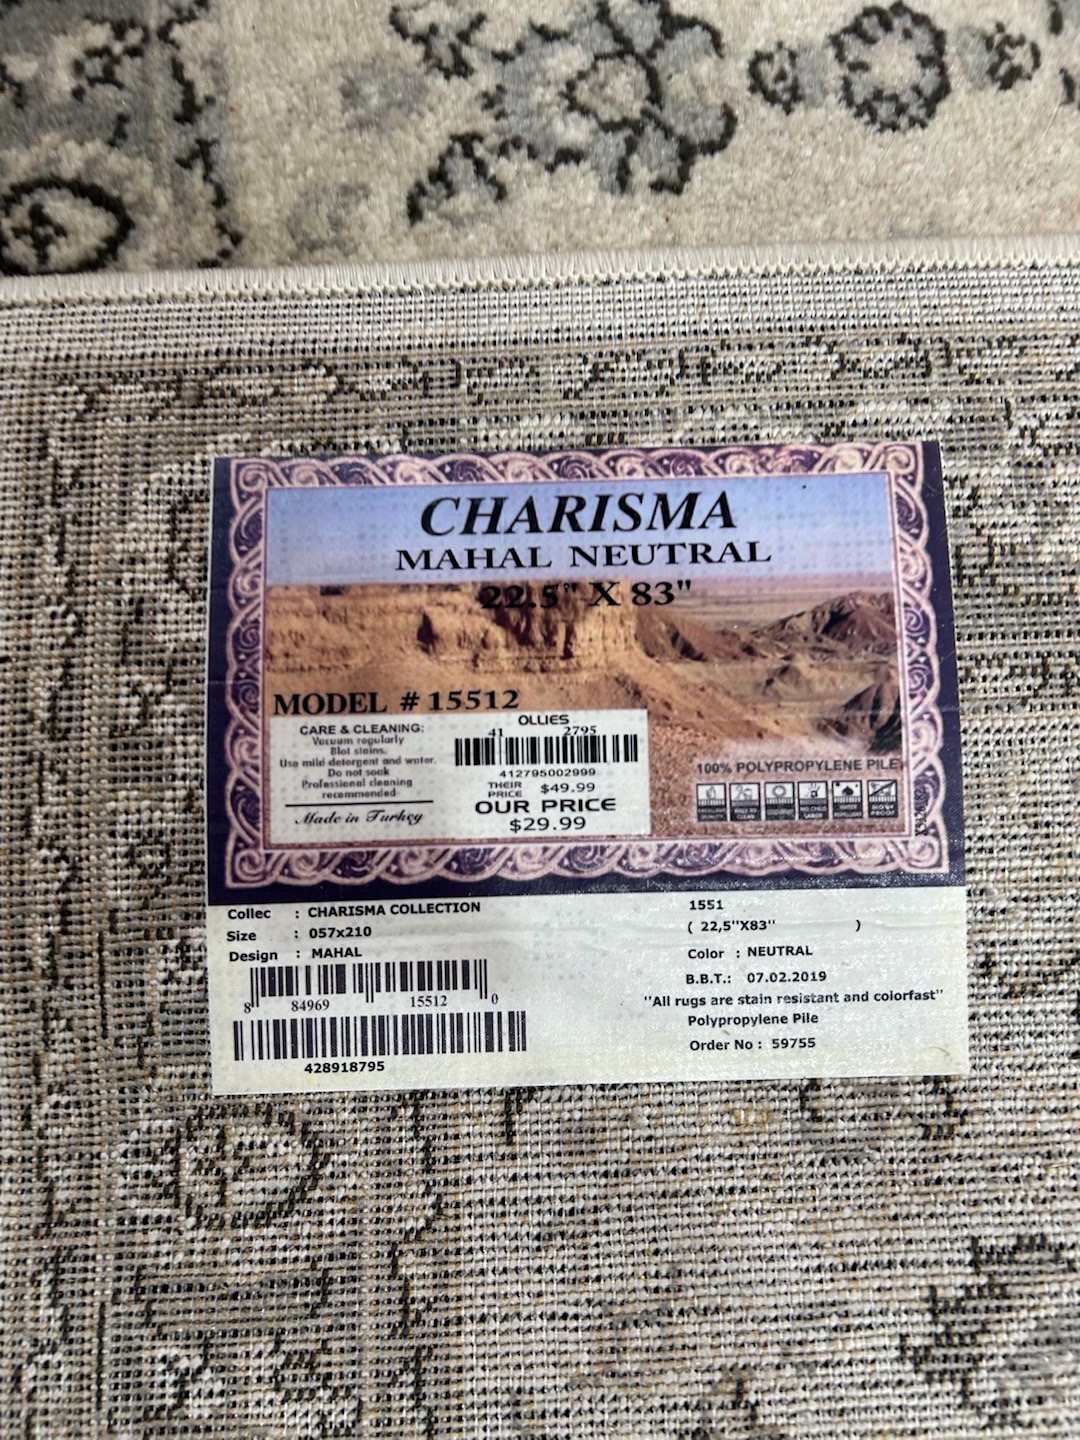 CHARISMA
MAHAL NEUTRAL
22.5" X 83"
MODEL # 15512
CARE & CLEANING:
Vacuum regularly
Blot stains.
Use mild detergent and water.
Do not soak
Professional cleaning
recommended
Made in Turkey
OLLIES
41 2795
412795002999
THEIR PRICE $49.99
OUR PRICE
$29.99
100% POLYPROPYLENE PILE
Collec : CHARISMA COLLECTION
Size : 057x210
Design : MAHAL
8 84969 15512 0
428918795
1551
( 22,5''X83'' )
Color : NEUTRAL
B.B.T.: 07.02.2019
''All rugs are stain resistant and colorfast''
Polypropylene Pile
Order No : 59755